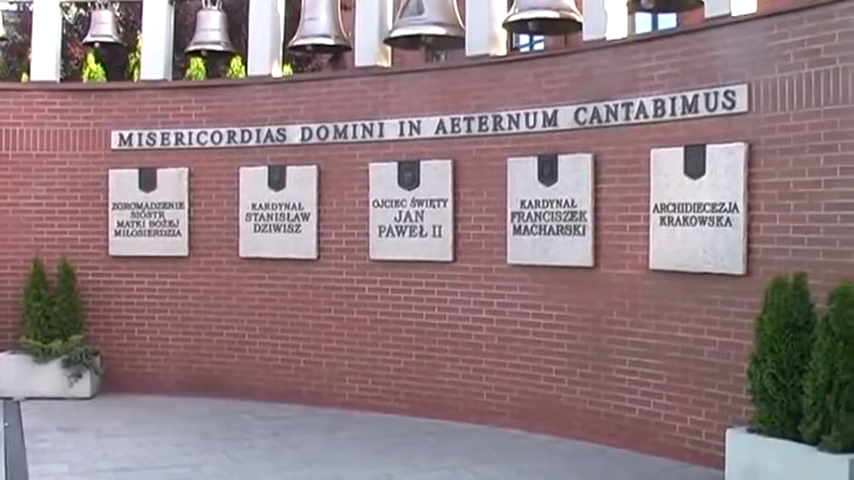 MISERICORDIAS DOMINI IN AETERNUM CANTABIMUS
ZGROMADZENIE
SIÓSTR
MATKI BOŻEJ
MIŁOSIERDZIA
KARDYNAŁ
STANISŁAW
DZIWISZ
OJCIEC ŚWIĘTY
JAN
PAWEŁ II
KARDYNAŁ
FRANCISZEK
MACHARSKI
ARCHIDIECEZJA
KRAKOWSKA